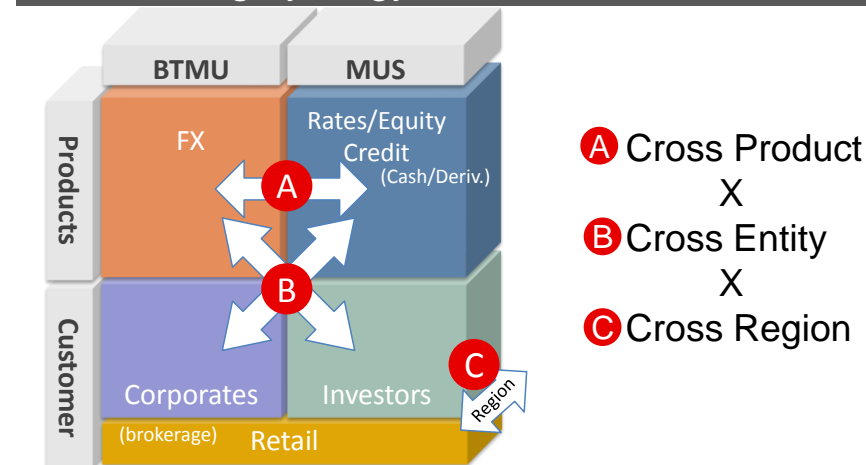 BTMU
MUS
Products
FX
Rates/Equity
Credit
(Cash/Deriv.)
A
B
Customer
Corporates
Investors
C
Region
(brokerage) Retail
A Cross Product
X
B Cross Entity
X
C Cross Region